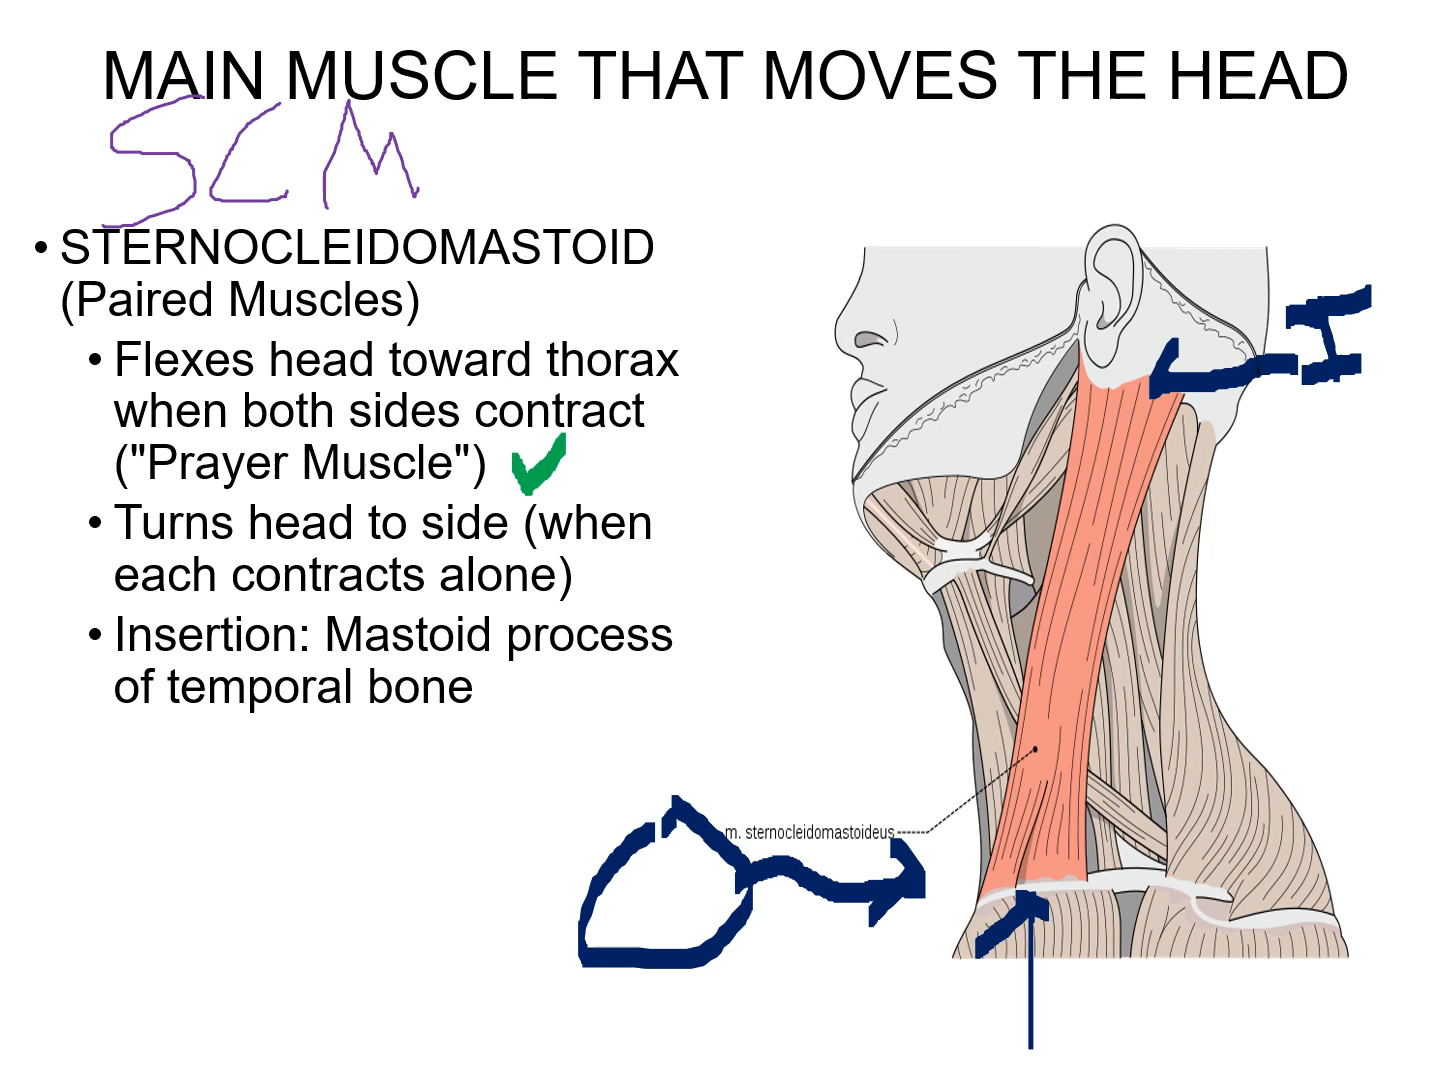 MAIN MUSCLE THAT MOVES THE HEAD
SCM
• STERNOCLEIDOMASTOID
(Paired Muscles)
• Flexes head toward thorax
when both sides contract
("Prayer Muscle")
• Turns head to side (when
each contracts alone)
• Insertion: Mastoid process
of temporal bone
I
m. sternocleidomastoideus
O